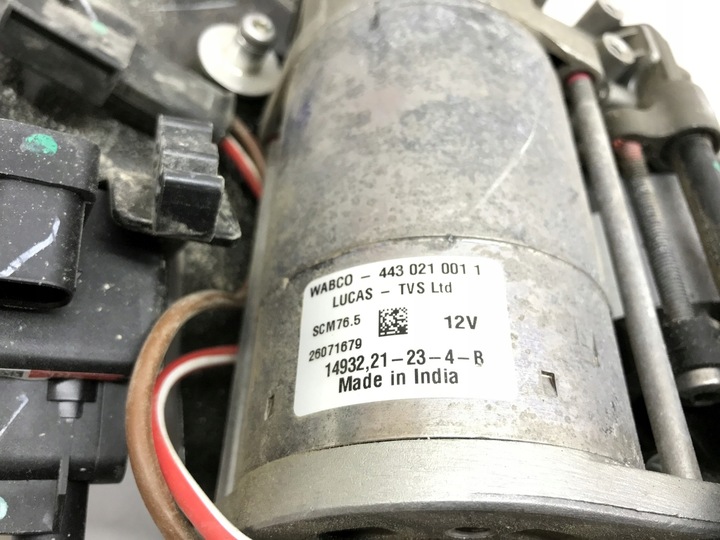 WABCO - 443 021 001 1
LUCAS - TVS Ltd
SCM76.5 12V
26071679
14932,21-23-4-B
Made in India